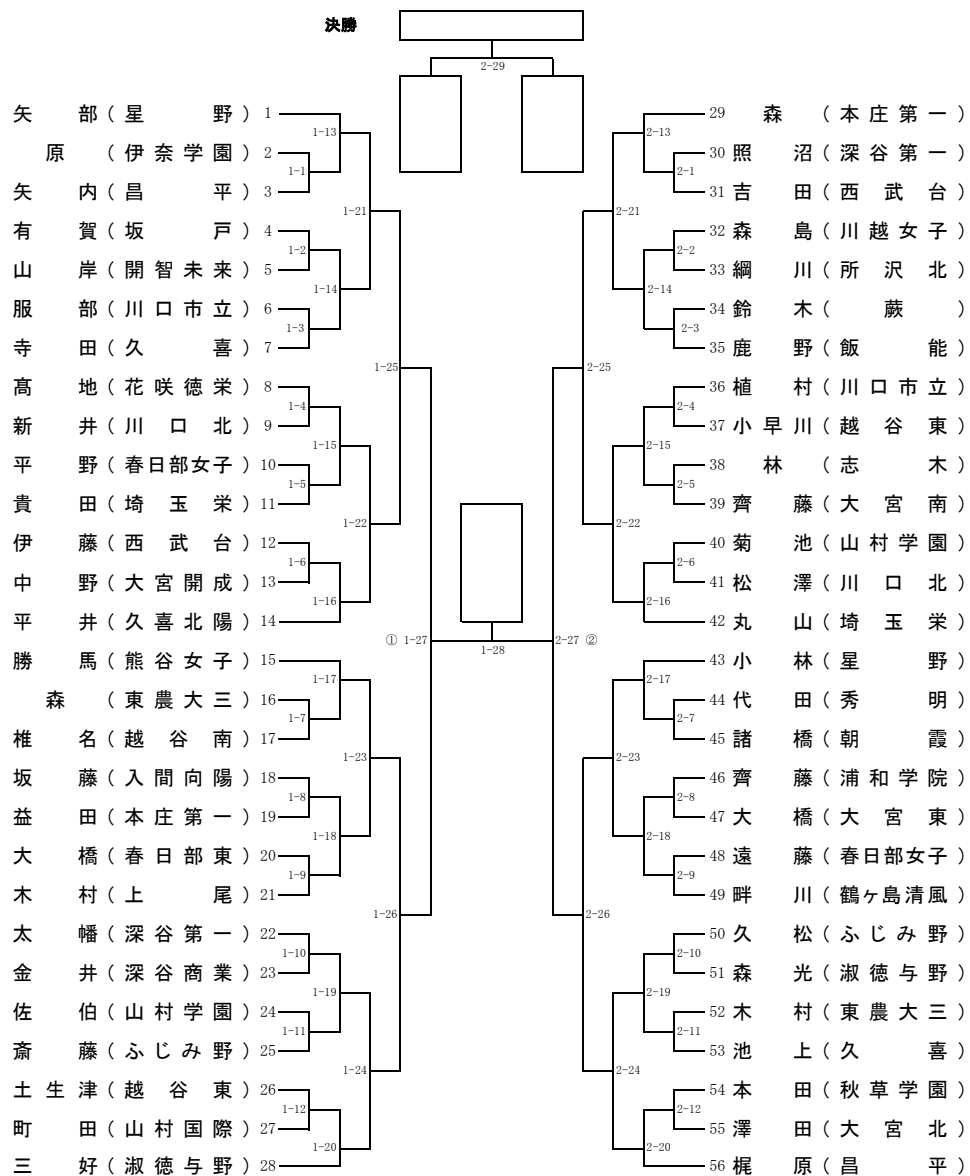 決勝
2-29
矢部（星野）1
原（伊奈学園）2
矢内（昌平）3
有賀（坂戸）4
山岸（開智未来）5
服部（川口市立）6
寺田（久喜）7
髙地（花咲徳栄）8
新井（川口北）9
平野（春日部女子）10
貴田（埼玉栄）11
伊藤（西武台）12
中野（大宮開成）13
平井（久喜北陽）14
勝馬（熊谷女子）15
森（東農大三）16
椎名（越谷南）17
坂藤（入間向陽）18
益田（本庄第一）19
大橋（春日部東）20
木村（上尾）21
太幡（深谷第一）22
金井（深谷商業）23
佐伯（山村学園）24
斎藤（ふじみ野）25
土生津（越谷東）26
町田（山村国際）27
三好（淑徳与野）28
1-13
1-1
1-21
1-2
1-14
1-3
1-25
1-4
1-15
1-5
1-22
1-6
1-16
① 1-27
1-28
2-27 ②
1-17
1-7
1-23
1-8
1-18
1-9
1-26
1-10
1-19
1-11
1-24
1-12
1-20
2-13
2-1
2-21
2-2
2-14
2-3
2-25
2-4
2-15
2-5
2-22
2-6
2-16
2-17
2-7
2-23
2-8
2-18
2-9
2-26
2-10
2-19
2-11
2-24
2-12
2-20
29 森（本庄第一）
30 照沼（深谷第一）
31 吉田（西武台）
32 森島（川越女子）
33 綱川（所沢北）
34 鈴木（蕨）
35 鹿野（飯能）
36 植村（川口市立）
37 小早川（越谷東）
38 林（志木）
39 齊藤（大宮南）
40 菊池（山村学園）
41 松澤（川口北）
42 丸山（埼玉栄）
43 小林（星野）
44 代田（秀明）
45 諸橋（朝霞）
46 齊藤（浦和学院）
47 大橋（大宮東）
48 遠藤（春日部女子）
49 畔川（鶴ヶ島清風）
50 久松（ふじみ野）
51 森光（淑徳与野）
52 木村（東農大三）
53 池上（久喜）
54 本田（秋草学園）
55 澤田（大宮北）
56 梶原（昌平）